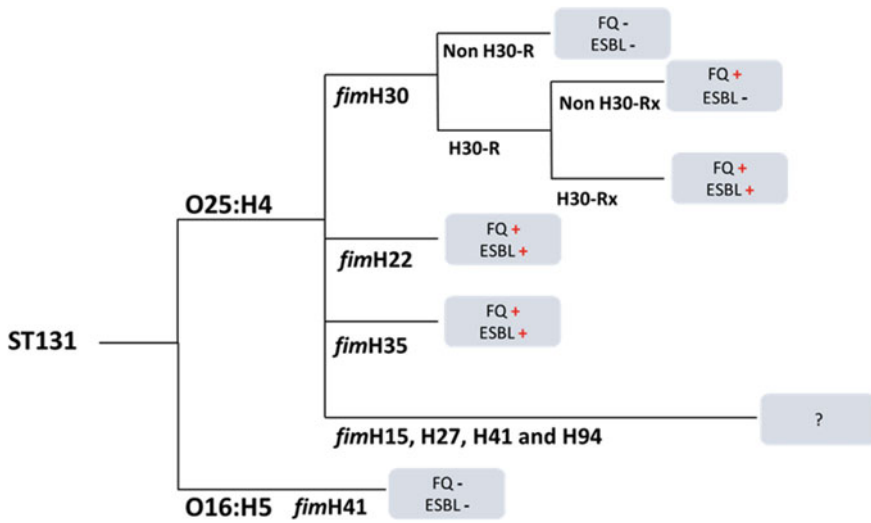 FQ -
ESBL -
Non H30-R
FQ +
ESBL -
fimH30
Non H30-Rx
H30-R
FQ +
ESBL +
H30-Rx
O25:H4
FQ +
ESBL +
fimH22
FQ +
ESBL +
ST131
fimH35
?
fimH15, H27, H41 and H94
FQ -
ESBL -
O16:H5 fimH41